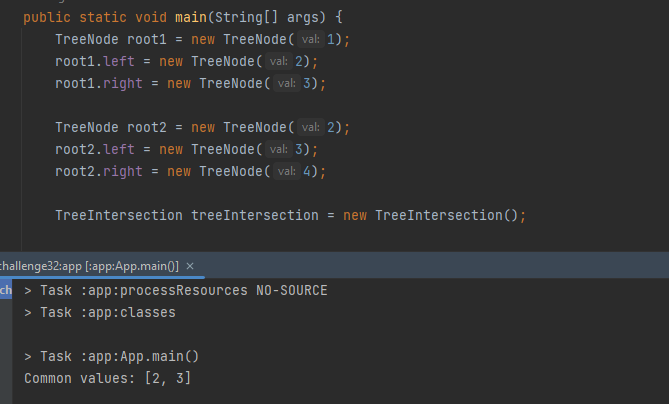 public static void main(String[] args) {
TreeNode root1 = new TreeNode( val: 1);
root1.left = new TreeNode( val: 2);
root1.right = new TreeNode( val: 3);
TreeNode root2 = new TreeNode( val: 2);
root2.left = new TreeNode( val: 3);
root2.right = new TreeNode( val: 4);
TreeIntersection treeIntersection = new TreeIntersection();
challenge32:app [:app:App.main()] ×
ch
> Task :app:processResources NO-SOURCE
> Task :app:classes
> Task :app:App.main()
Common values: [2, 3]